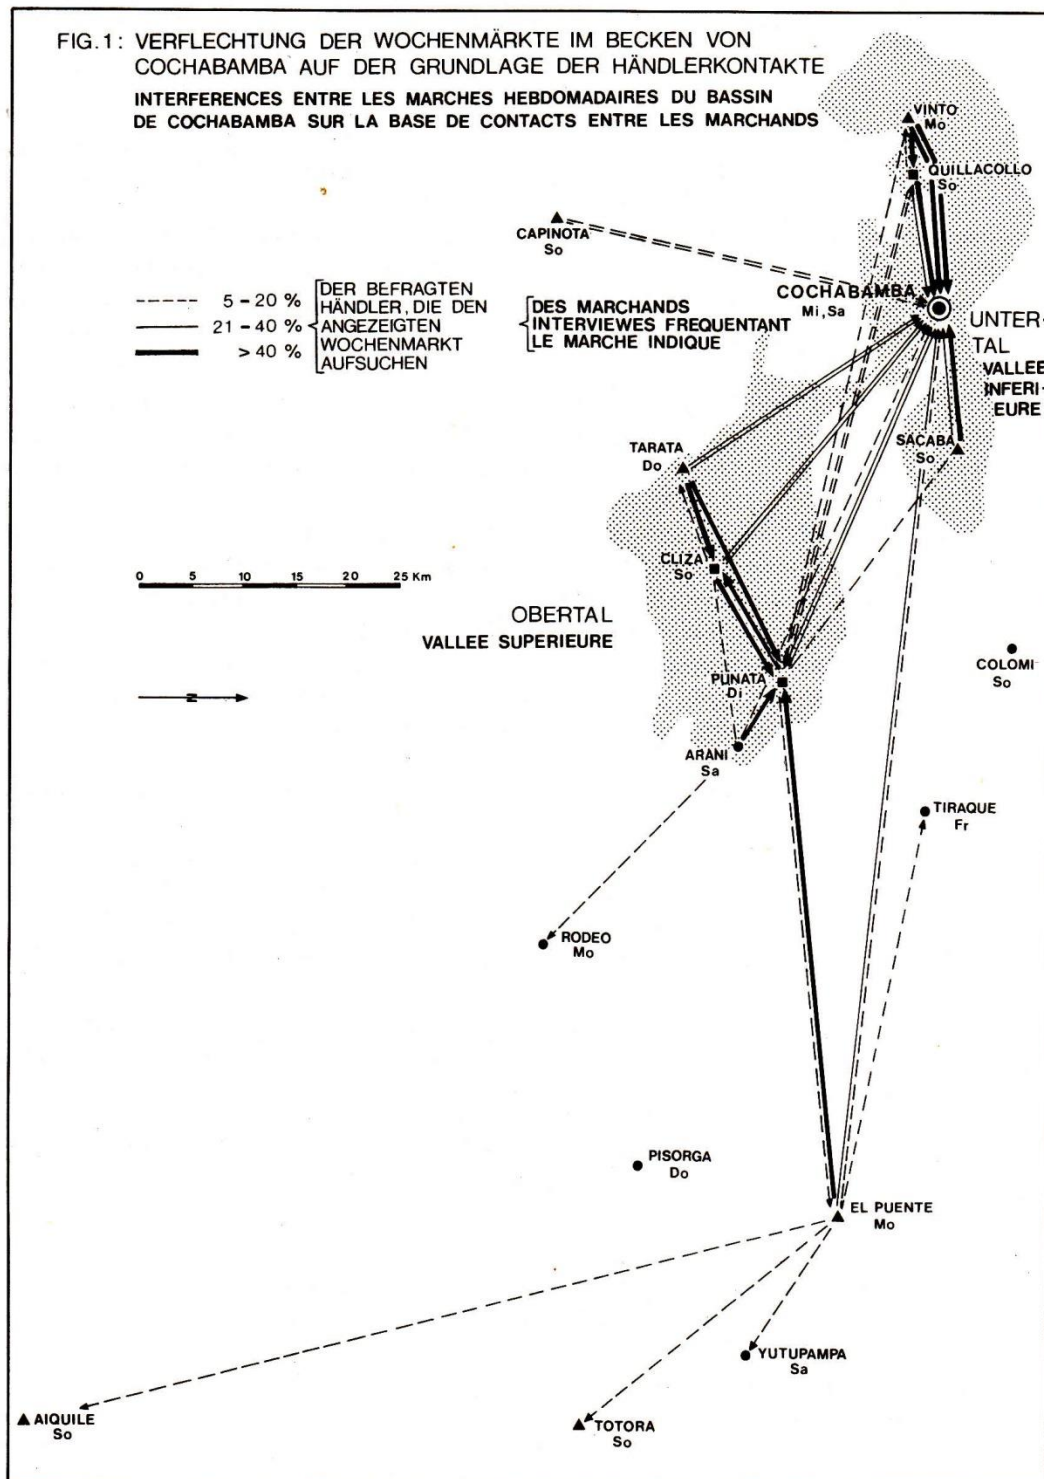 FIG.1: VERFLECHTUNG DER WOCHENMÄRKTE IM BECKEN VON
COCHABAMBA AUF DER GRUNDLAGE DER HÄNDLERKONTAKTE
INTERFERENCES ENTRE LES MARCHES HEBDOMADAIRES DU BASSIN
DE COCHABAMBA SUR LA BASE DE CONTACTS ENTRE LES MARCHANDS
VINTO
Mo
QUILLACOLLO
So
CAPINOTA
So
COCHABAMBA
Mi, Sa
5 – 20 %
21 – 40 %
> 40 %
DER BEFRAGTEN
HÄNDLER, DIE DEN
ANGEZEIGTEN
WOCHENMARKT
AUFSUCHEN
DES MARCHANDS
INTERVIEWES FREQUENTANT
LE MARCHE INDIQUE
UNTER-
TAL
VALLEE
INFERI-
EURE
SACABA
So
TARATA
Do
CLIZA
So
0 5 10 15 20 25 Km
OBERTAL
VALLEE SUPERIEURE
COLOMI
So
N
PUNATA
Di
ARANI
Sa
TIRAQUE
Fr
RODEO
Mo
PISORGA
Do
EL PUENTE
Mo
YUTUPAMPA
Sa
AIQUILE
So
TOTORA
So